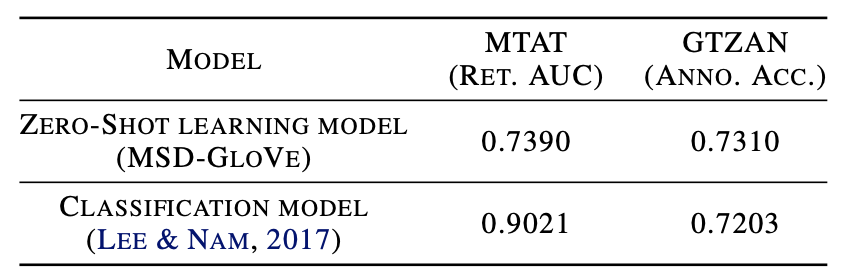 MODEL
MTAT
(RET. AUC)
GTZAN
(ANNO. ACC.)
ZERO-SHOT LEARNING MODEL
(MSD-GLOVE)
0.7390
0.7310
CLASSIFICATION MODEL
(LEE & NAM, 2017)
0.9021
0.7203